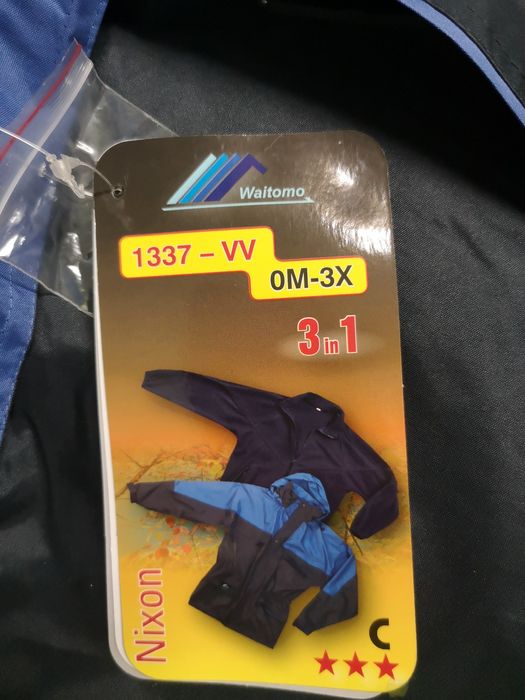 Waitomo
1337 – VV
0M-3X
3 in 1
Nixon
C